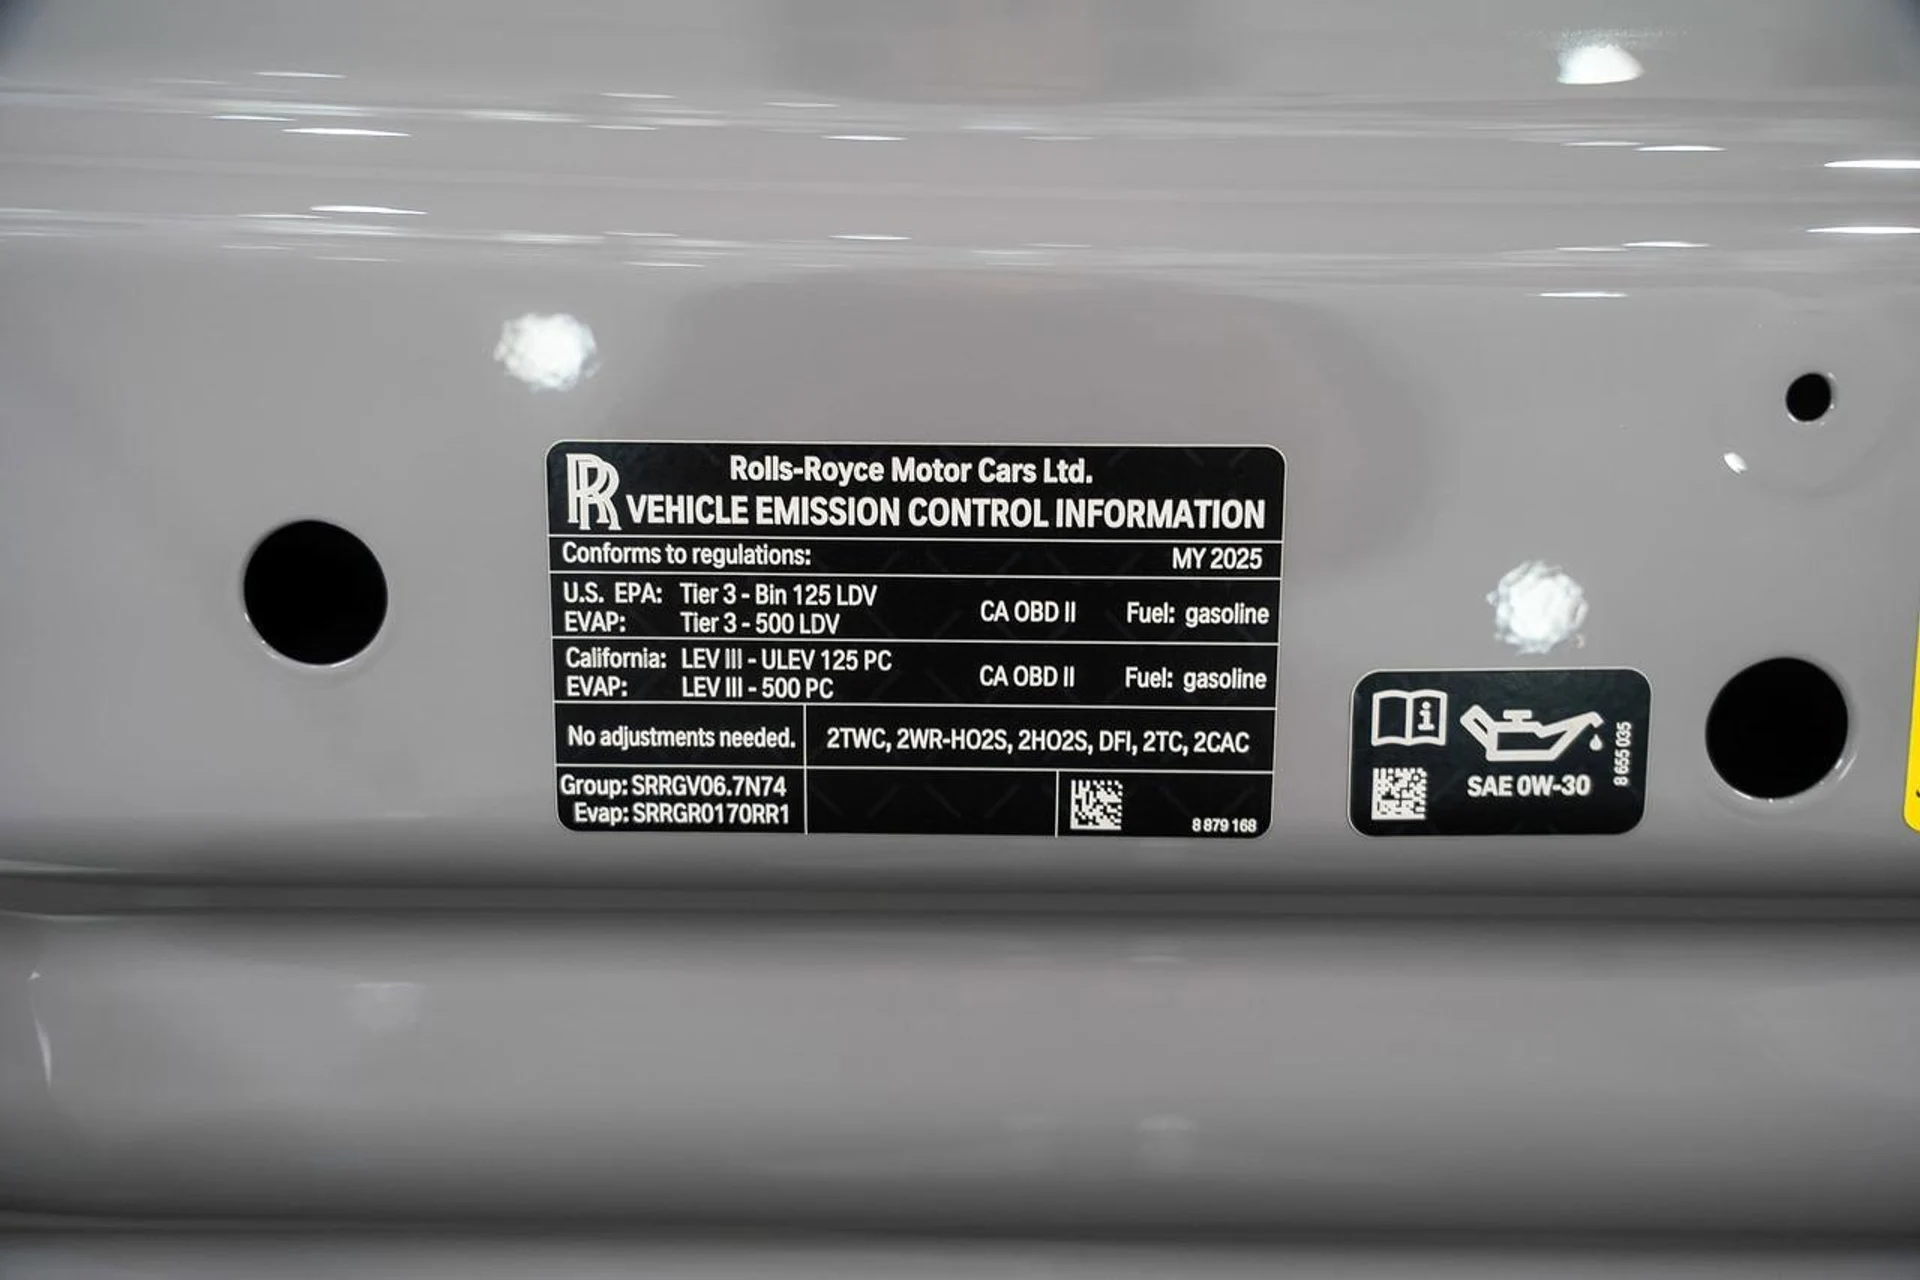 RR
Rolls-Royce Motor Cars Ltd.
VEHICLE EMISSION CONTROL INFORMATION
Conforms to regulations: MY 2025
U.S. EPA: Tier 3 - Bin 125 LDV
EVAP: Tier 3 - 500 LDV
CA OBD II Fuel: gasoline
California: LEV III - ULEV 125 PC
EVAP: LEV III - 500 PC
CA OBD II Fuel: gasoline
No adjustments needed. 2TWC, 2WR-HO2S, 2HO2S, DFI, 2TC, 2CAC
Group: SRRGV06.7N74
Evap: SRRGR0170RR1
8 879 168
i
SAE 0W-30
8 655 035